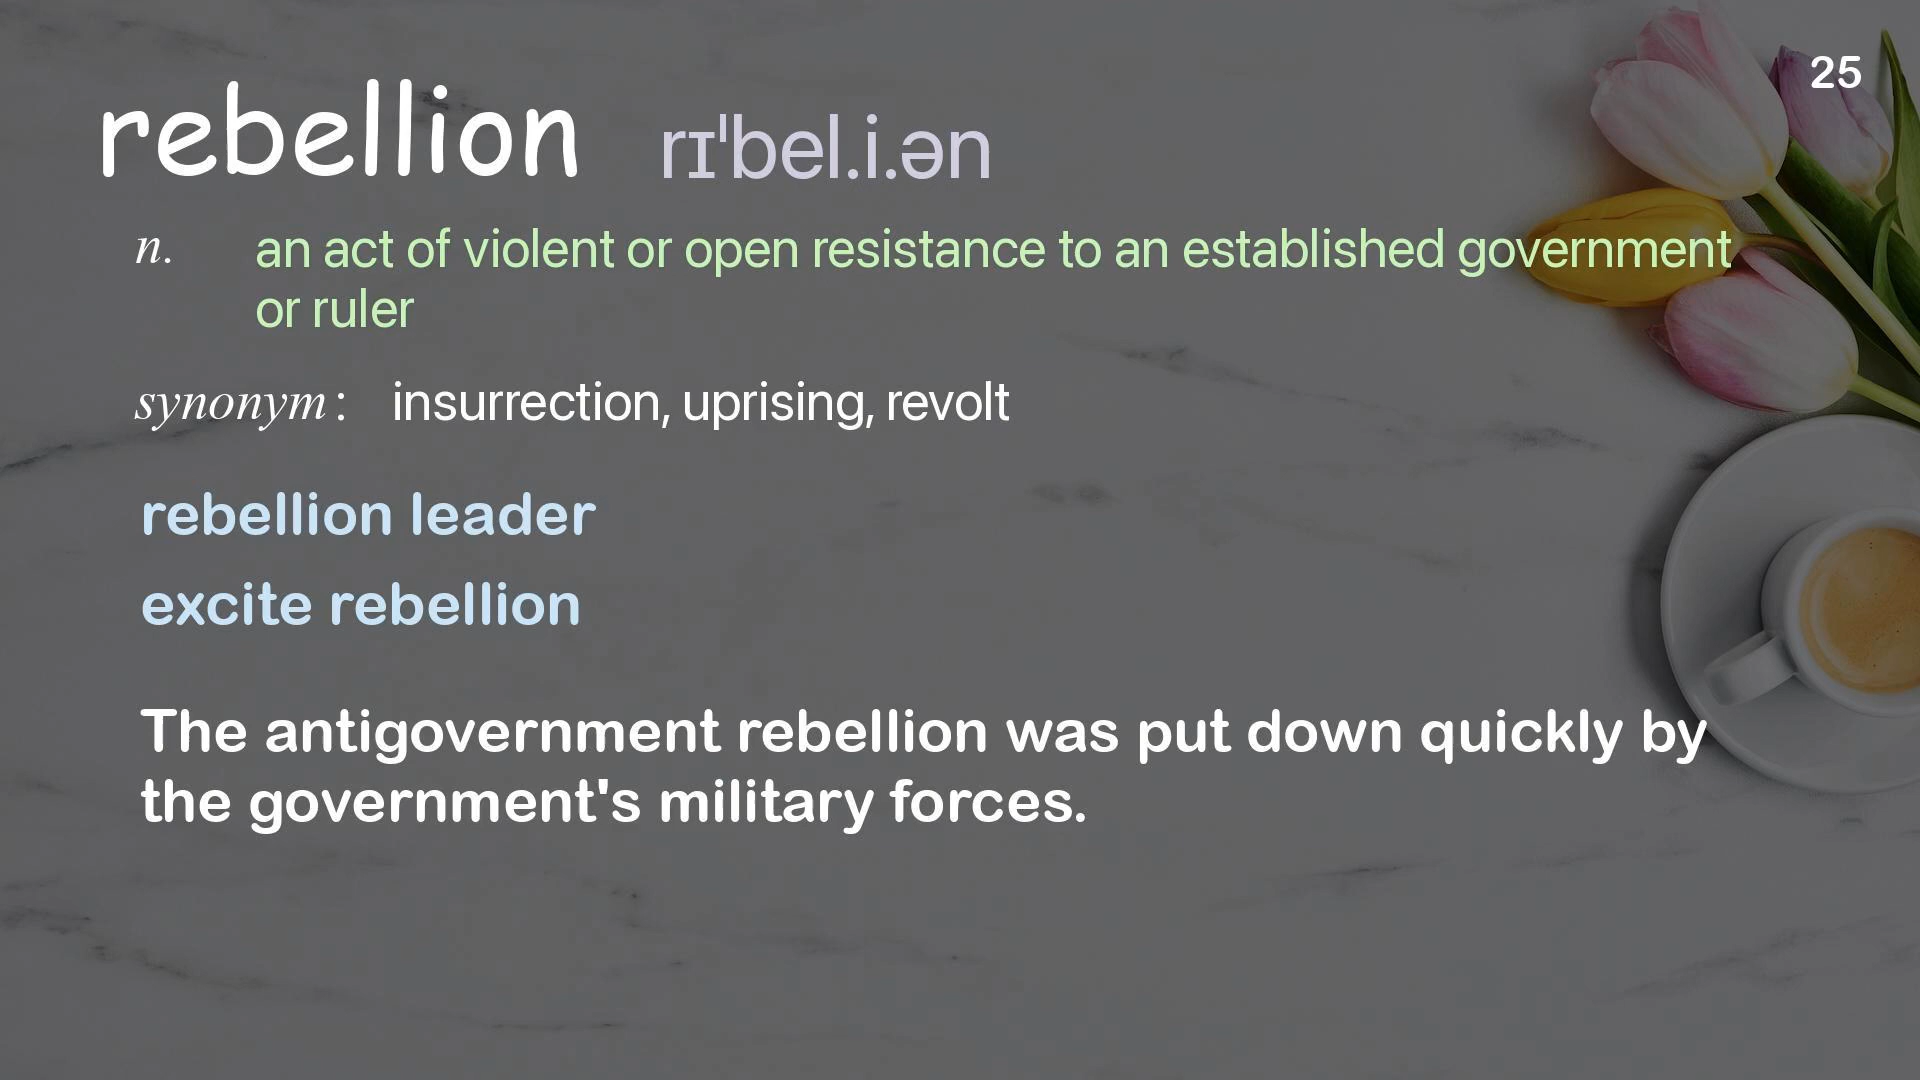 25
rebellion rɪˈbel.i.ən
n. an act of violent or open resistance to an established government
or ruler
synonym: insurrection, uprising, revolt
rebellion leader
excite rebellion
The antigovernment rebellion was put down quickly by
the government's military forces.